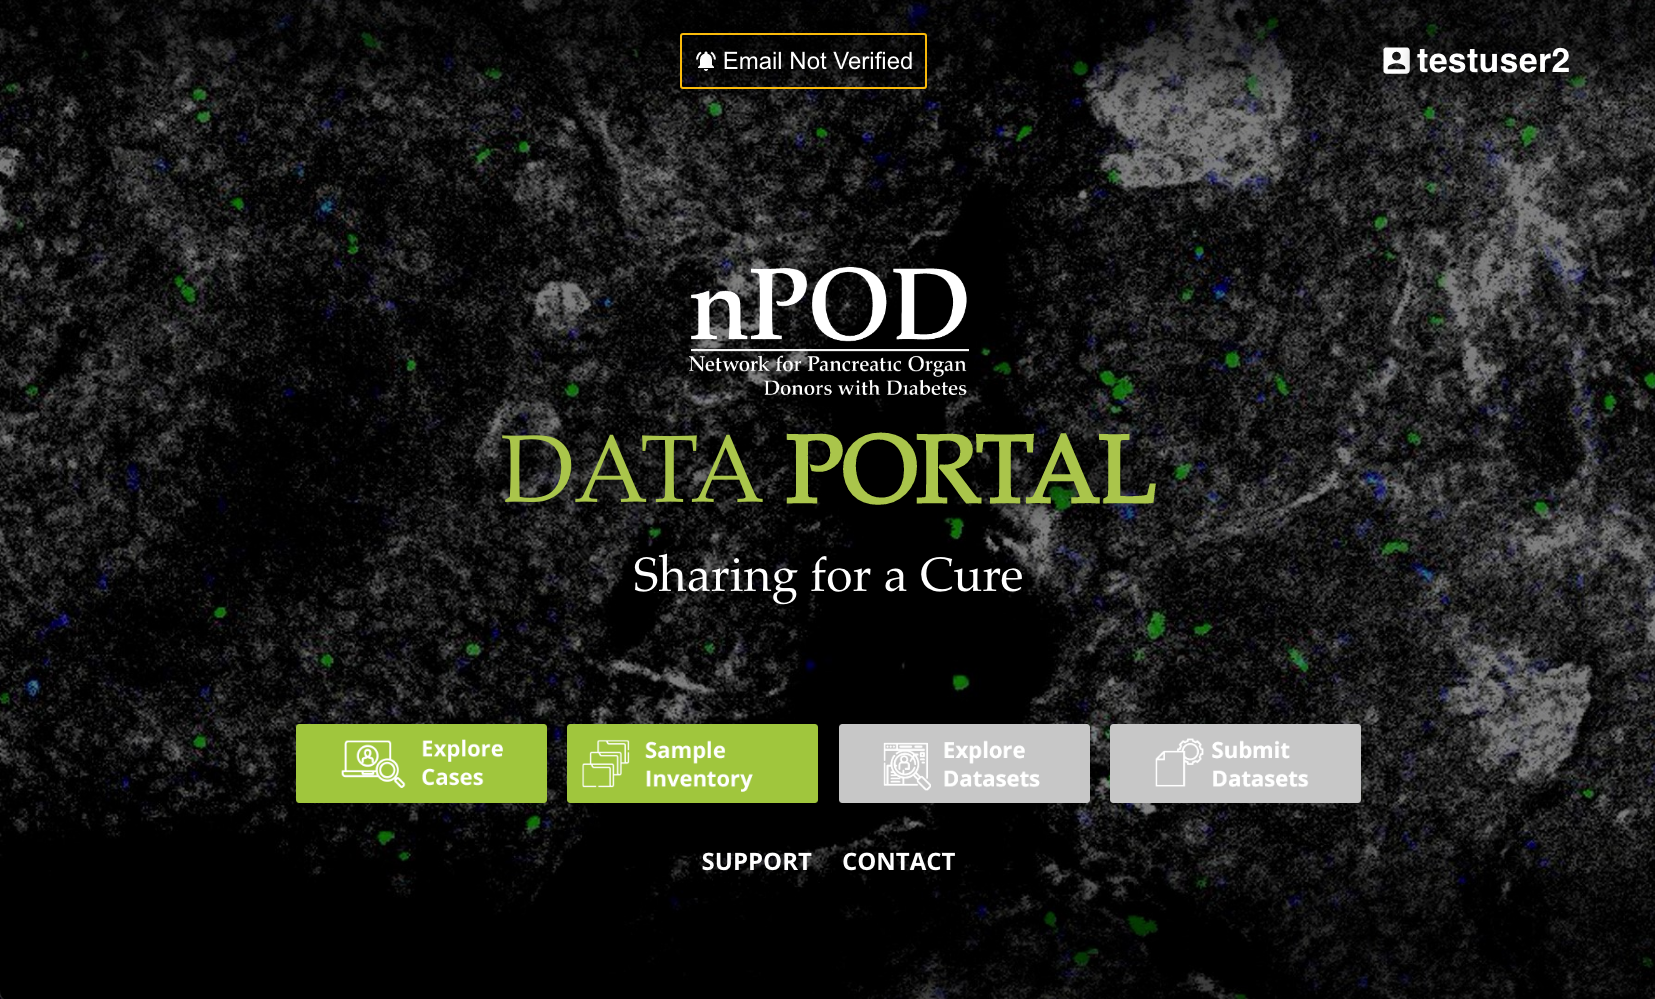 Email Not Verified
testuser2
nPOD
Network for Pancreatic Organ
Donors with Diabetes
DATA PORTAL
Sharing for a Cure
Explore
Cases
Sample
Inventory
Explore
Datasets
Submit
Datasets
SUPPORT CONTACT